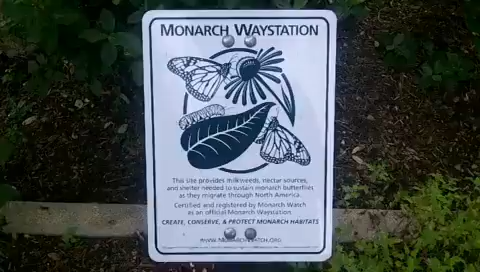 MONARCH WAYSTATION
This site provides milkweeds, nectar sources,
and shelter needed to sustain monarch butterflies
as they migrate through North America.
Certified and registered by Monarch Watch
as an official Monarch Waystation.
CREATE, CONSERVE, & PROTECT MONARCH HABITATS
WWW.MONARCHWATCH.ORG